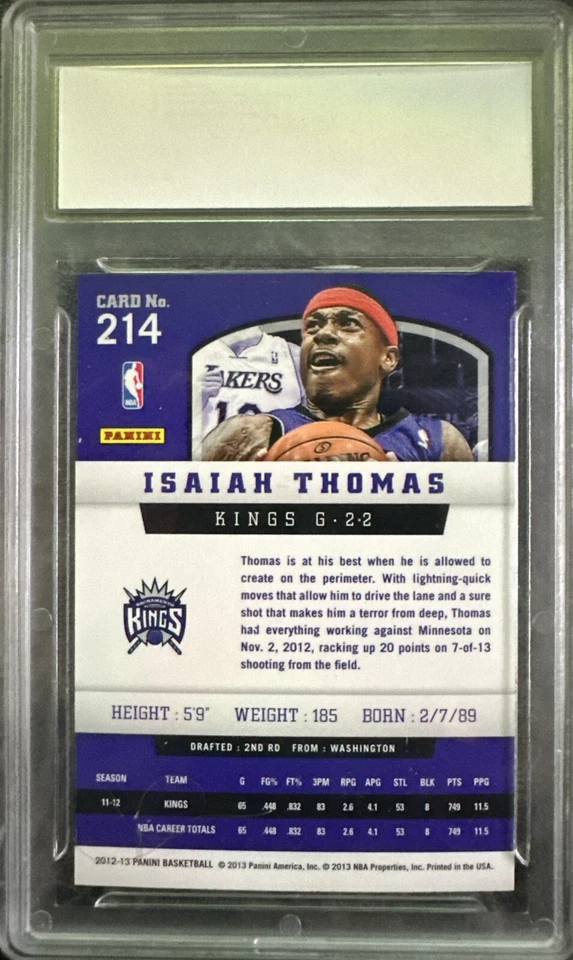 CARD No.
214
NBA
PANINI
AKERS
ISAIAH THOMAS
KINGS G · 2·2
Thomas is at his best when he is allowed to
create on the perimeter. With lightning-quick
moves that allow him to drive the lane and a sure
shot that makes him a terror from deep, Thomas
had everything working against Minnesota on
Nov. 2, 2012, racking up 20 points on 7-of-13
shooting from the field.
SACRAMENTO
KINGS
HEIGHT : 5'9" WEIGHT : 185 BORN : 2/7/89
DRAFTED : 2ND RD FROM : WASHINGTON
SEASON TEAM G FG% FT% 3PM RPG APG STL BLK PTS PPG
11-12 KINGS 65 .448 .832 83 2.6 4.1 53 8 749 11.5
NBA CAREER TOTALS 65 .448 .832 83 2.6 4.1 53 8 749 11.5
2012-13 PANINI BASKETBALL © 2013 Panini America, Inc. © 2013 NBA Properties, Inc. Printed in the USA.